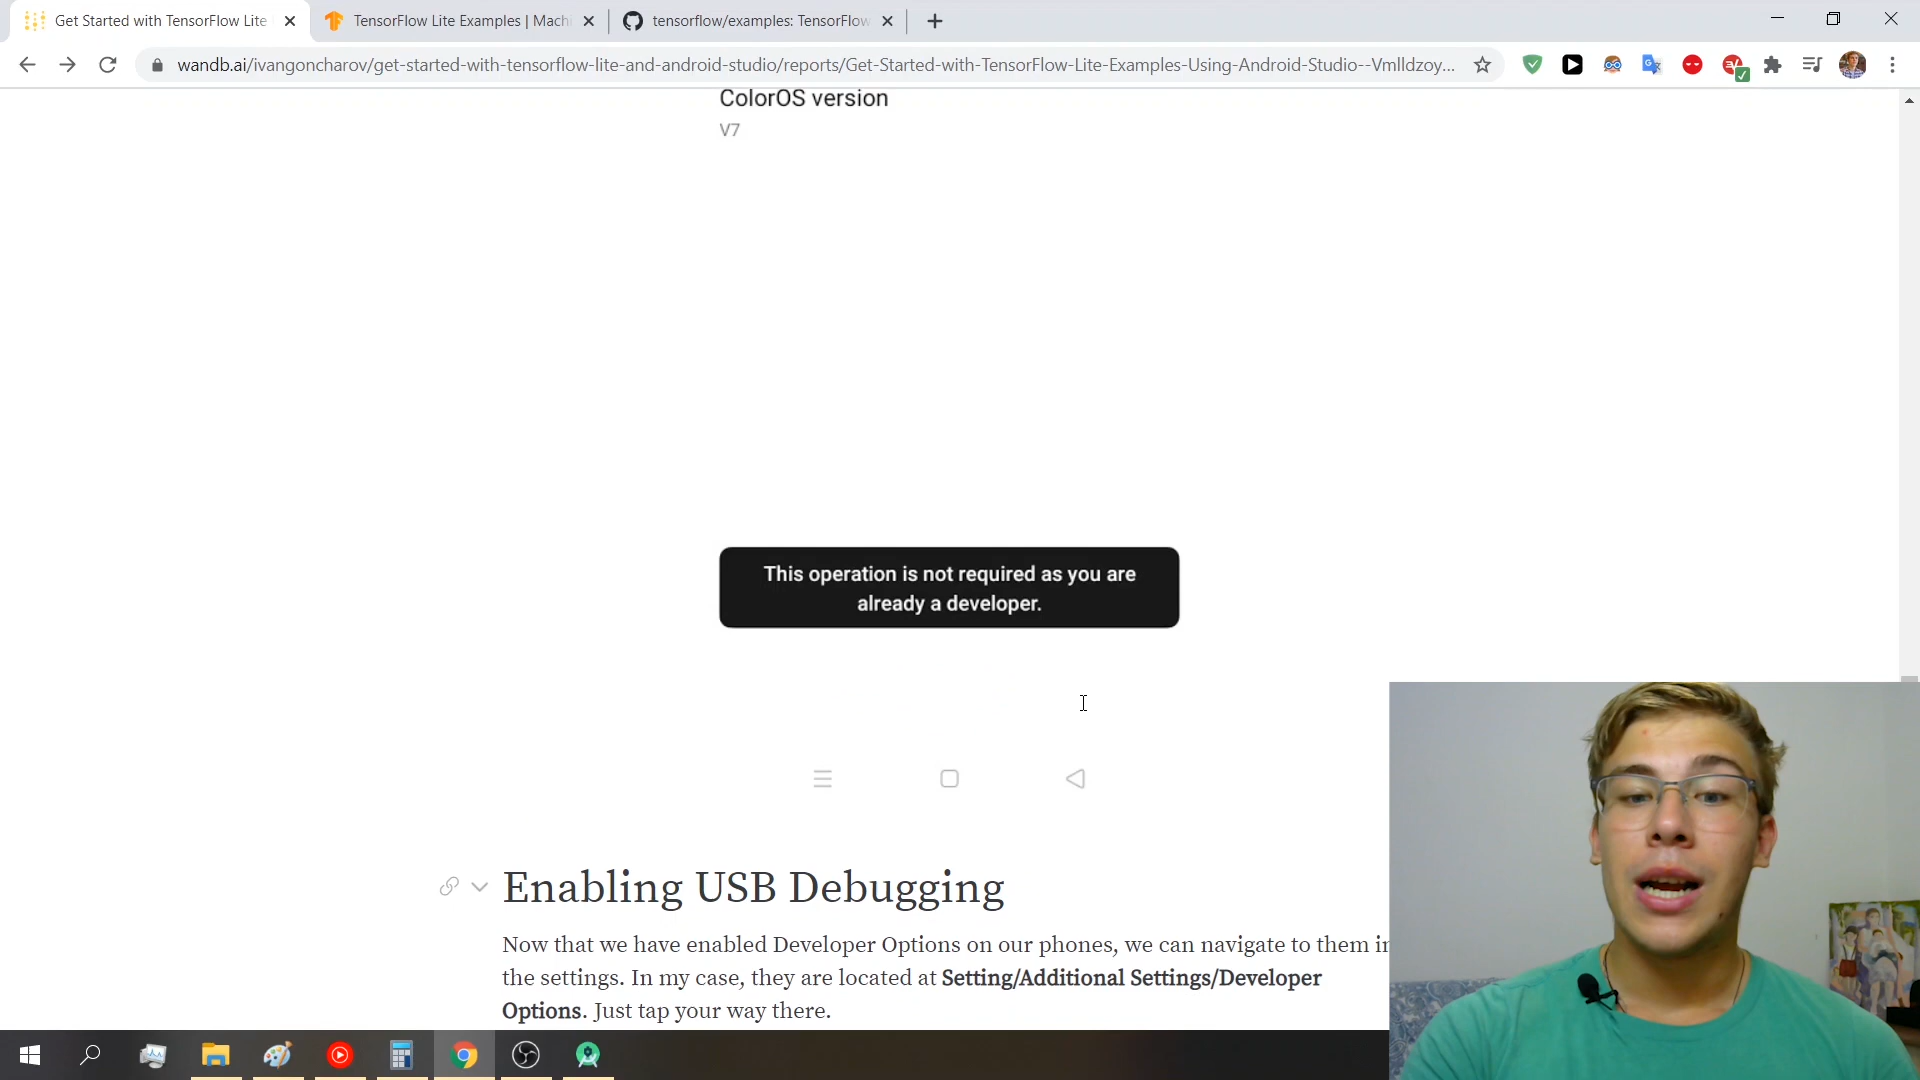 Get Started with TensorFlow Lite
TensorFlow Lite Examples | Machi
tensorflow/examples: TensorFlow
wandb.ai/ivangoncharov/get-started-with-tensorflow-lite-and-android-studio/reports/Get-Started-with-TensorFlow-Lite-Examples-Using-Android-Studio--Vmlldzoy...
ColorOS version
V7
This operation is not required as you are
already a developer.
Enabling USB Debugging
Now that we have enabled Developer Options on our phones, we can navigate to them in
the settings. In my case, they are located at Setting/Additional Settings/Developer
Options. Just tap your way there.